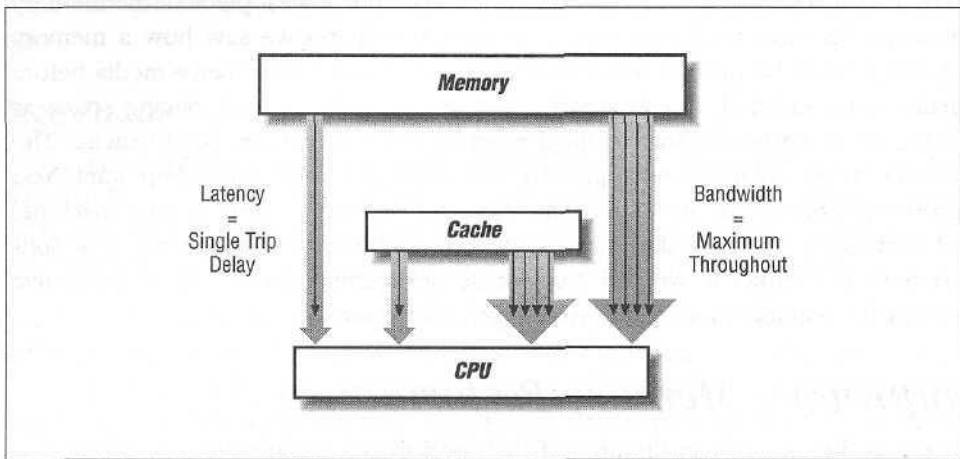 Memory
Latency
=
Single Trip
Delay
Cache
Bandwidth
=
Maximum
Throughout
CPU